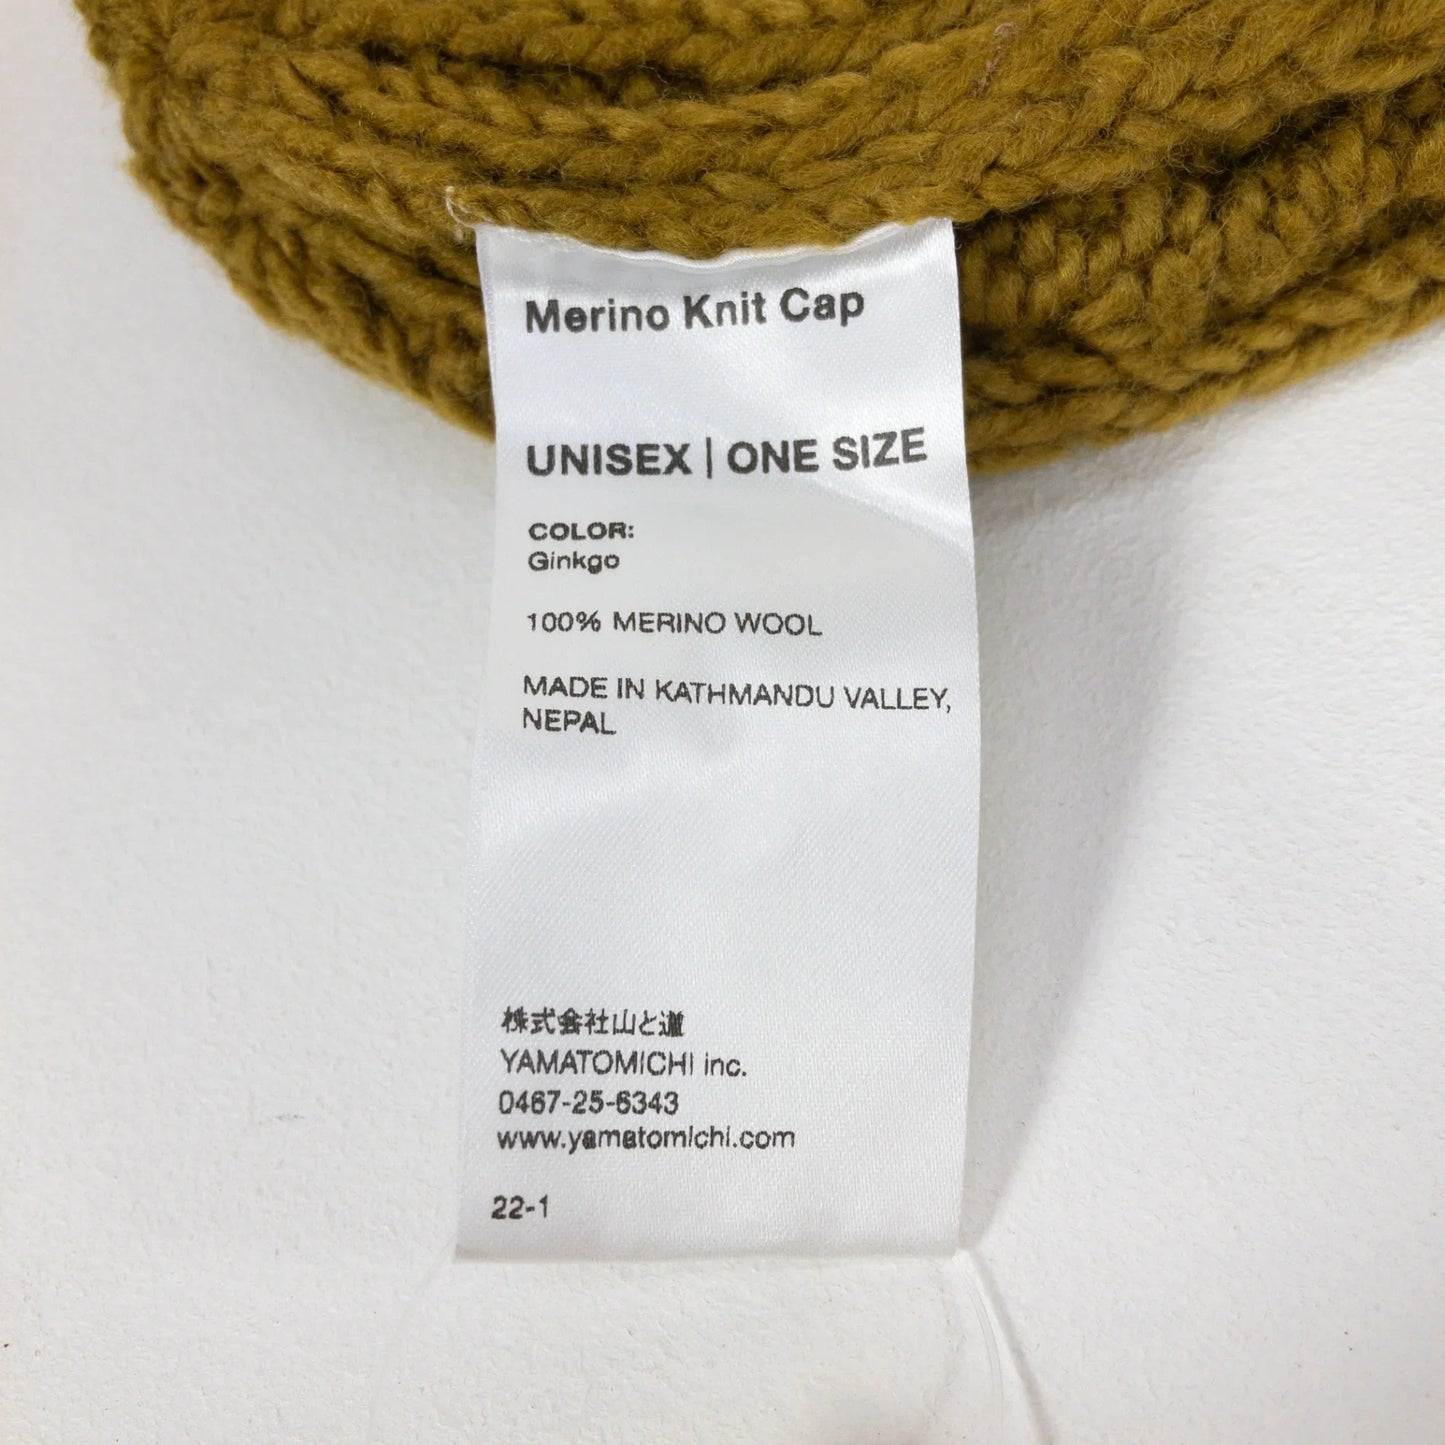 Merino Knit Cap
UNISEX | ONE SIZE
COLOR:
Ginkgo
100% MERINO WOOL
MADE IN KATHMANDU VALLEY,
NEPAL
株式会社山と道
YAMATOMICHI inc.
0467-25-6343
www.yamatomichi.com
22-1